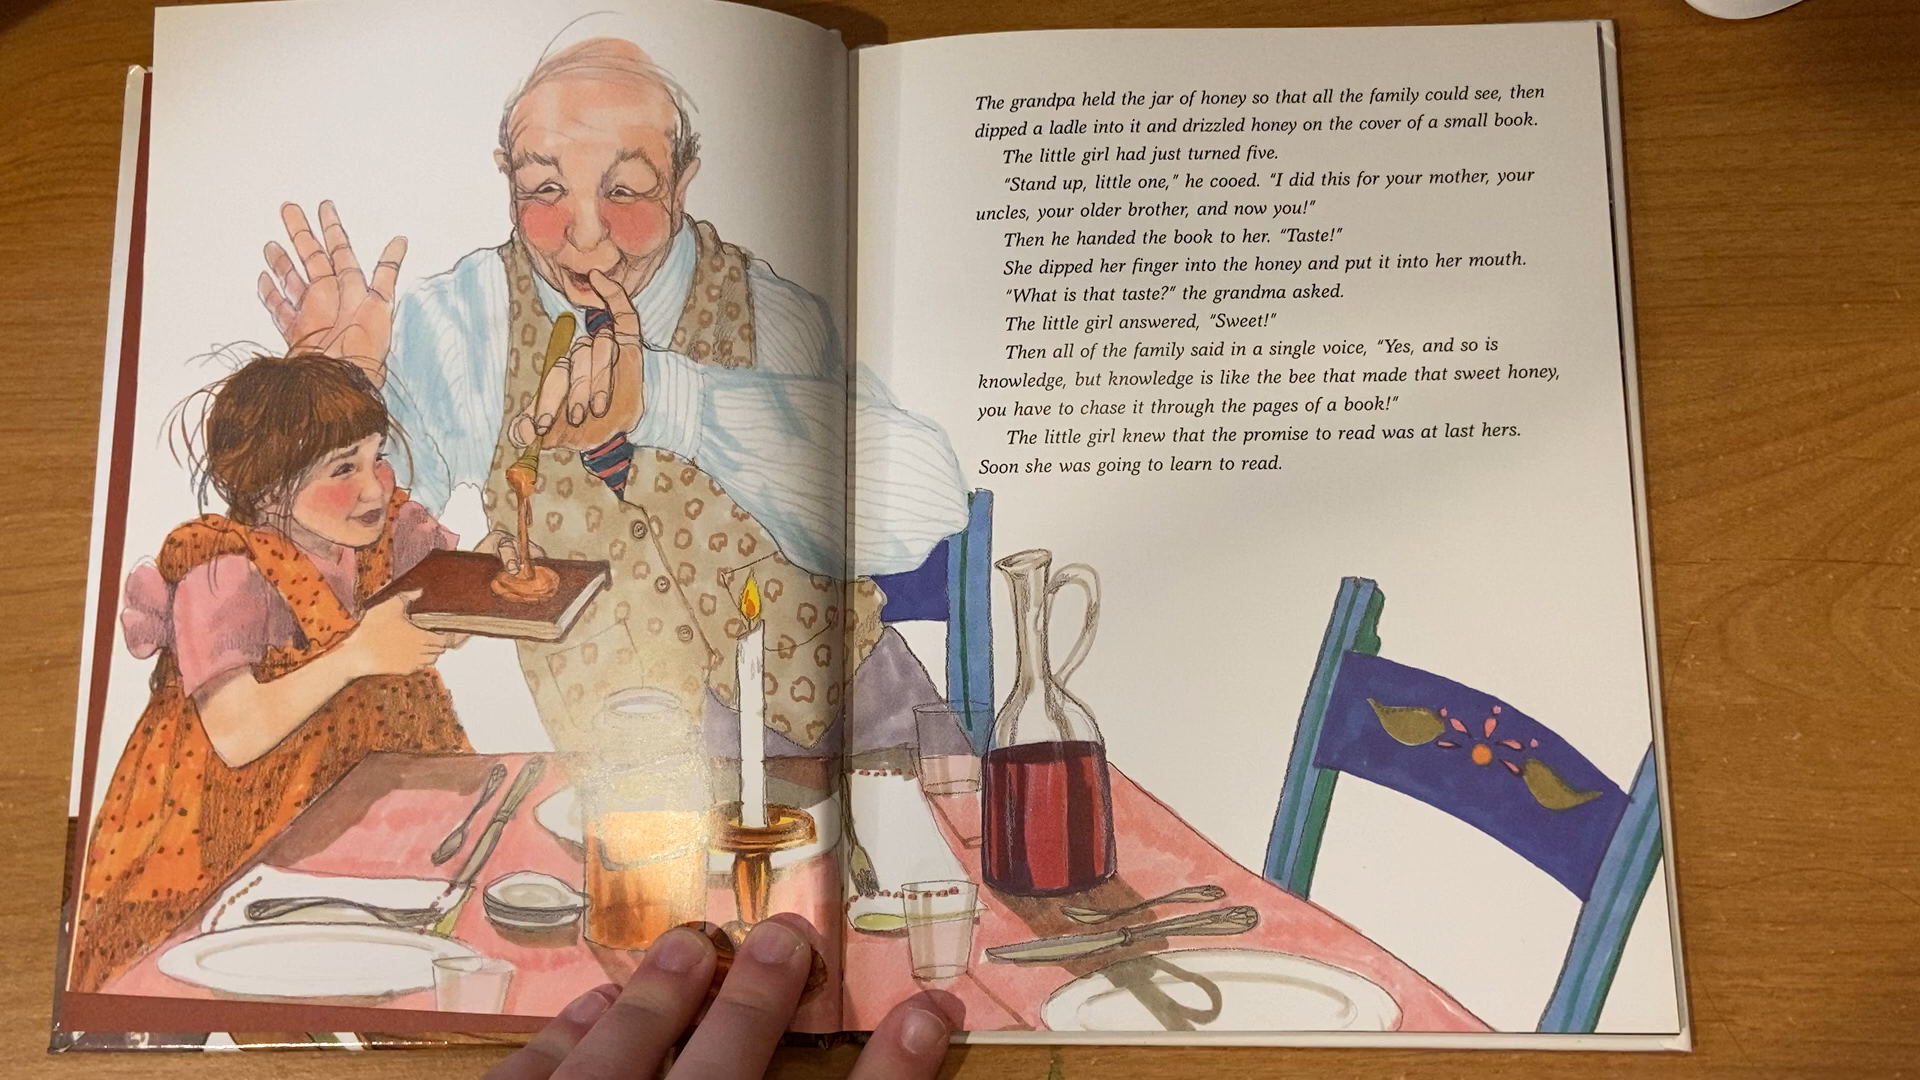 The grandpa held the jar of honey so that all the family could see, then
dipped a ladle into it and drizzled honey on the cover of a small book.
The little girl had just turned five.
“Stand up, little one,” he cooed. “I did this for your mother, your
uncles, your older brother, and now you!”
Then he handed the book to her. “Taste!”
She dipped her finger into the honey and put it into her mouth.
“What is that taste?” the grandma asked.
The little girl answered, “Sweet!”
Then all of the family said in a single voice, “Yes, and so is
knowledge, but knowledge is like the bee that made that sweet honey,
you have to chase it through the pages of a book!”
The little girl knew that the promise to read was at last hers.
Soon she was going to learn to read.